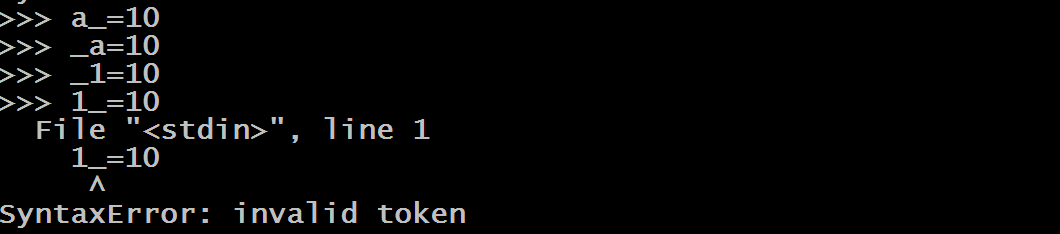 >>> a_=10
>>> _a=10
>>> _1=10
>>> 1_=10
  File "<stdin>", line 1
    1_=10
     ^
SyntaxError: invalid token